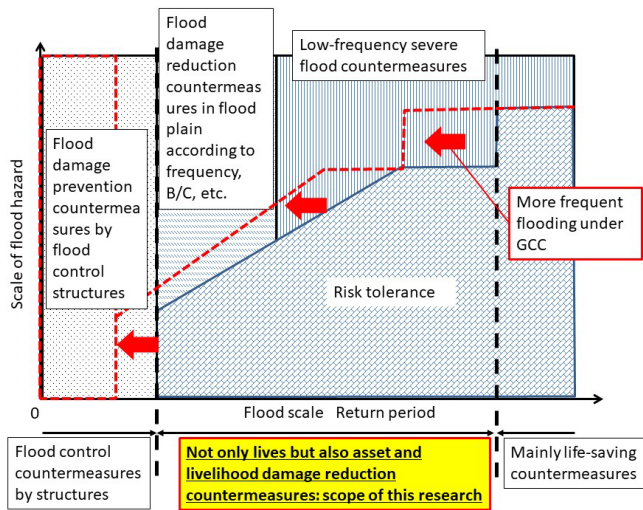 Scale of flood hazard
Flood
damage
prevention
countermea
sures by
flood
control
structures
Flood
damage
reduction
countermeas
ures in flood
plain
according to
frequency,
B/C, etc.
Low-frequency severe
flood countermeasures
More frequent
flooding under
GCC
Risk tolerance
0
Flood scale Return period
Flood control
countermeasures
by structures
Not only lives but also asset and
livelihood damage reduction
countermeasures: scope of this research
Mainly life-saving
countermeasures